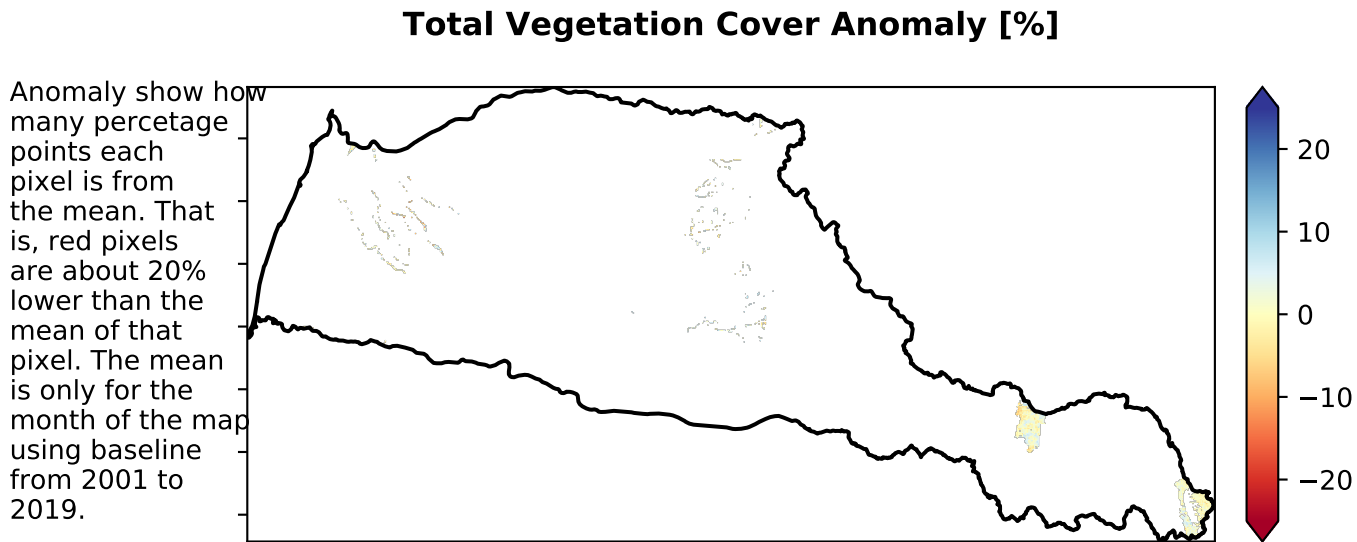 Total Vegetation Cover Anomaly [%]
Anomaly show how
many percetage
points each
pixel is from
the mean. That
is, red pixels
are about 20%
lower than the
mean of that
pixel. The mean
is only for the
month of the map
using baseline
from 2001 to
2019.
20
10
0
−10
−20